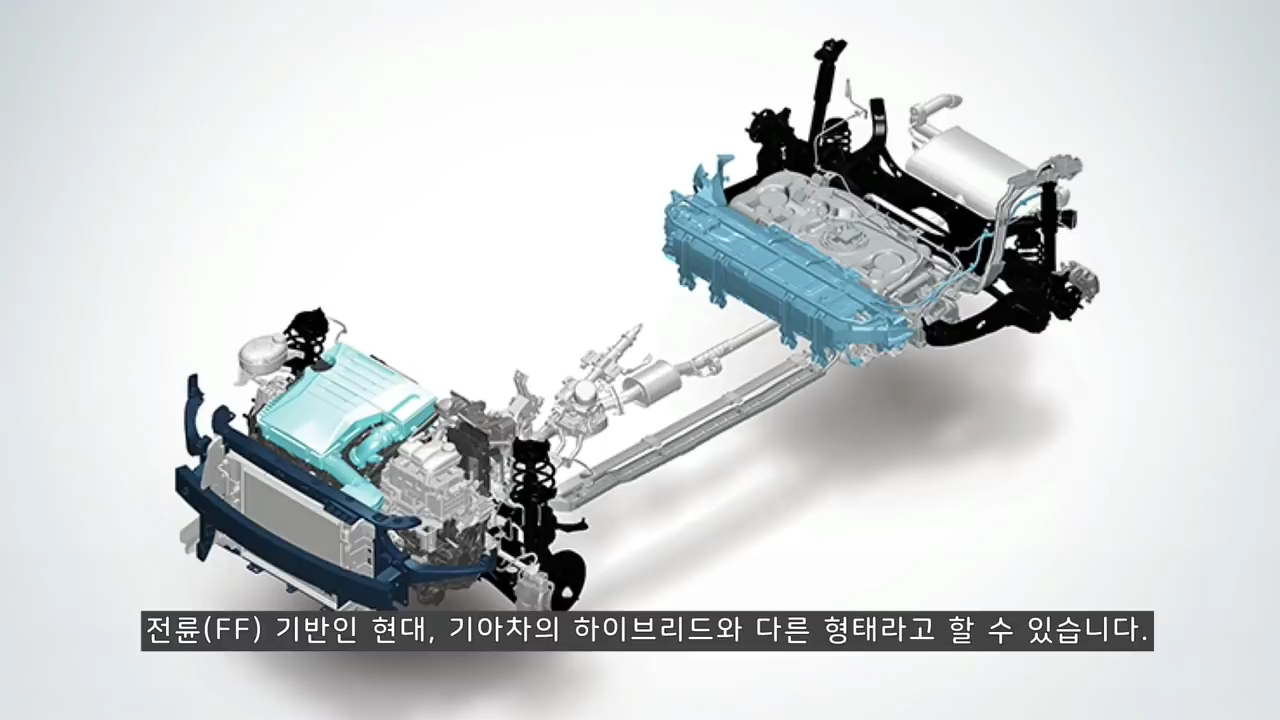 전륜(FF) 기반인 현대, 기아차의 하이브리드와 다른 형태라고 할 수 있습니다.